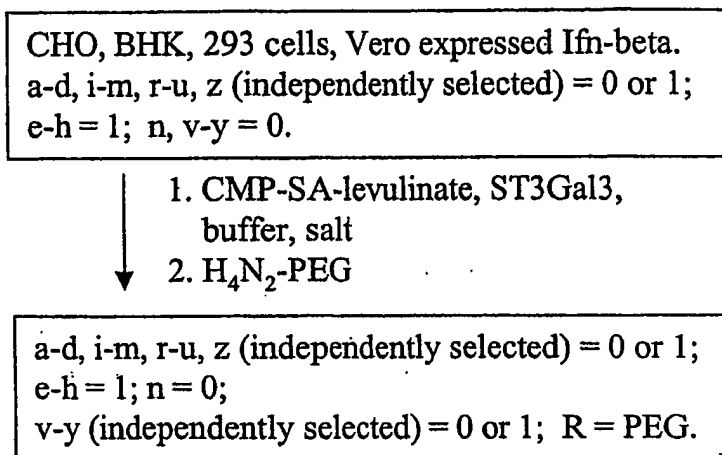 CHO, BHK, 293 cells, Vero expressed Ifn-beta.
a-d, i-m, r-u, z (independently selected) = 0 or 1;
e-h = 1; n, v-y = 0.
1. CMP-SA-levulinate, ST3Gal3,
buffer, salt
2. H₄N₂-PEG
a-d, i-m, r-u, z (independently selected) = 0 or 1;
e-h = 1; n = 0;
v-y (independently selected) = 0 or 1; R = PEG.